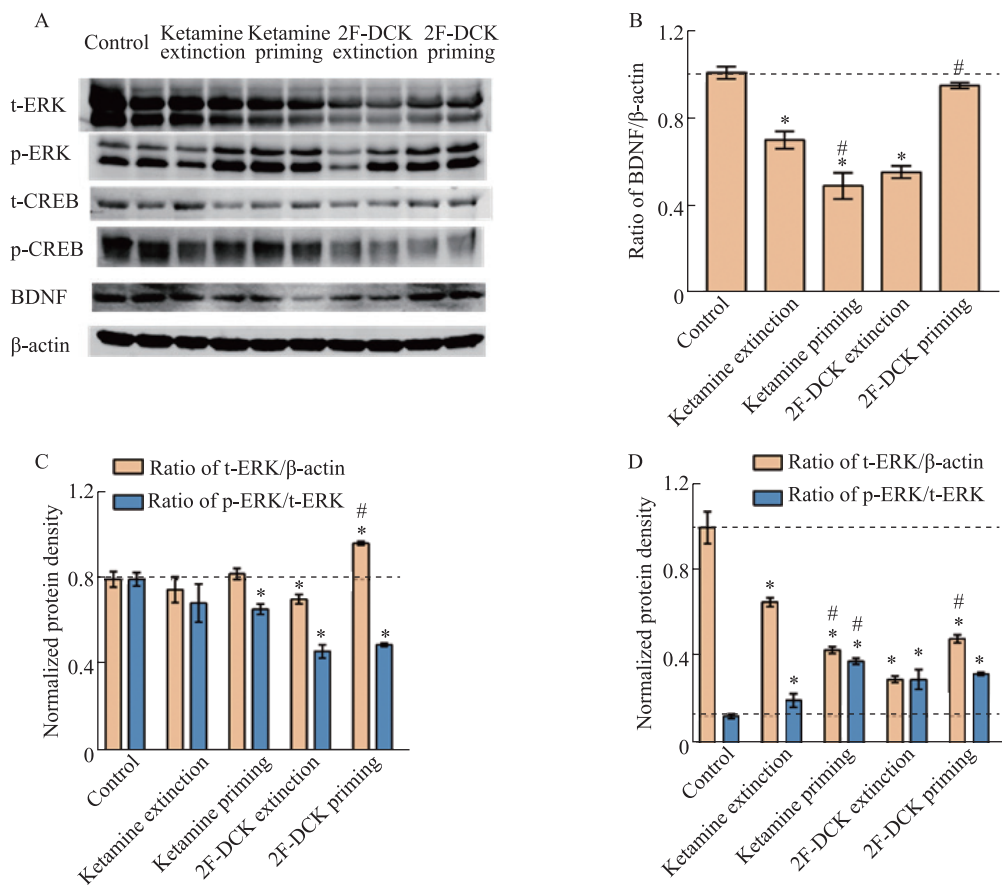 A
Control
Ketamine extinction
Ketamine priming
2F-DCK extinction
2F-DCK priming
t-ERK
p-ERK
t-CREB
p-CREB
BDNF
β-actin
B
Ratio of BDNF/β-actin
1.2
0.8
0.4
0
*
#
*
*
#
Control
Ketamine extinction
Ketamine priming
2F-DCK extinction
2F-DCK priming
C
Ratio of t-ERK/β-actin
Ratio of p-ERK/t-ERK
Normalized protein density
1.2
0.8
0.4
0
*
*
*
#
*
*
Control
Ketamine extinction
Ketamine priming
2F-DCK extinction
2F-DCK priming
D
Ratio of t-ERK/β-actin
Ratio of p-ERK/t-ERK
Normalized protein density
1.2
0.8
0.4
0
*
*
#
*
#
*
*
*
#
*
*
Control
Ketamine extinction
Ketamine priming
2F-DCK extinction
2F-DCK priming